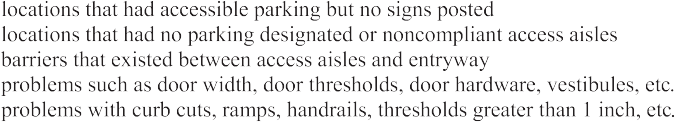 locations that had accessible parking but no signs posted
locations that had no parking designated or noncompliant access aisles
barriers that existed between access aisles and entryway
problems such as door width, door thresholds, door hardware, vestibules, etc.
problems with curb cuts, ramps, handrails, thresholds greater than 1 inch, etc.